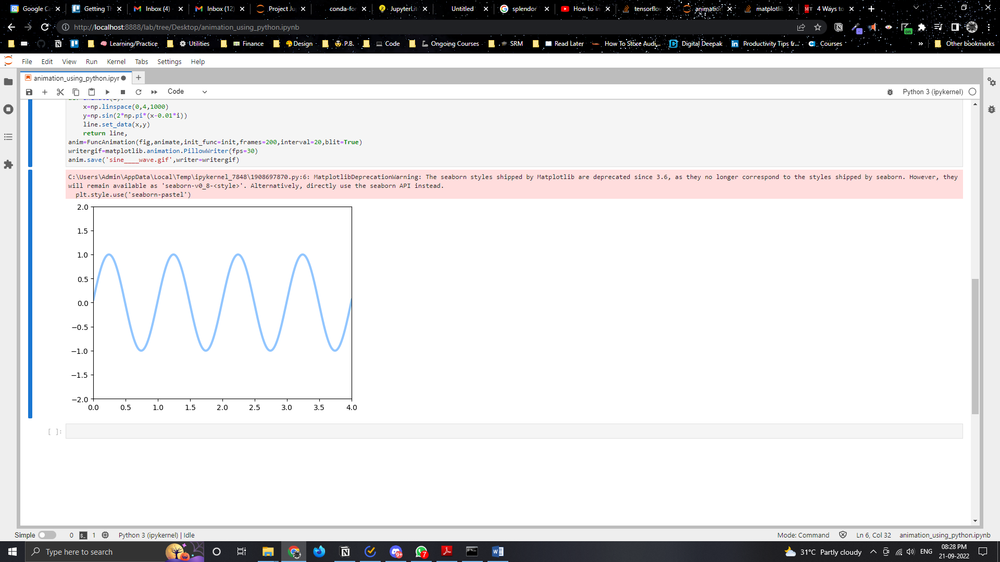 Google Ca
Getting Th
Inbox (4) -
Inbox (12)
Project Ju
conda-for
JupyterLit
Untitled
splendor
How to In
tensorflow
animation
matplotlib
MT 4 Ways to
http://localhost:8888/lab/tree/Desktop/animation_using_python.ipynb
on
Learning/Practice
Utilities
Finance
Design
P.B.
Code
Ongoing Courses
SRM
Read Later
How To Store Audi...
Digital Deepak
Productivity Tips fr...
Courses
»
Other bookmarks
File Edit View Run Kernel Tabs Settings Help
animation_using_python.ipyr
Code
Python 3 (ipykernel)
x=np.linspace(0,4,1000)
y=np.sin(2*np.pi*(x-0.01*i))
line.set_data(x,y)
return line,
anim=FuncAnimation(fig,animate,init_func=init,frames=200,interval=20,blit=True)
writergif=matplotlib.animation.PillowWriter(fps=30)
anim.save('sine____wave.gif',writer=writergif)
C:\Users\Admin\AppData\Local\Temp\ipykernel_7848\1908697870.py:6: MatplotlibDeprecationWarning: The seaborn styles shipped by Matplotlib are deprecated since 3.6, as they no longer correspond to the styles shipped by seaborn. However, they
will remain available as 'seaborn-v0_8-<style>'. Alternatively, directly use the seaborn API instead.
plt.style.use('seaborn-pastel')
2.0
1.5
1.0
0.5
0.0
−0.5
−1.0
−1.5
−2.0
0.0 0.5 1.0 1.5 2.0 2.5 3.0 3.5 4.0
[ ]:
Simple 0 1 Python 3 (ipykernel) | Idle
Mode: Command Ln 6, Col 32 animation_using_python.ipynb
Type here to search
9+
7
31°C Partly cloudy
ENG
08:28 PM
21-09-2022